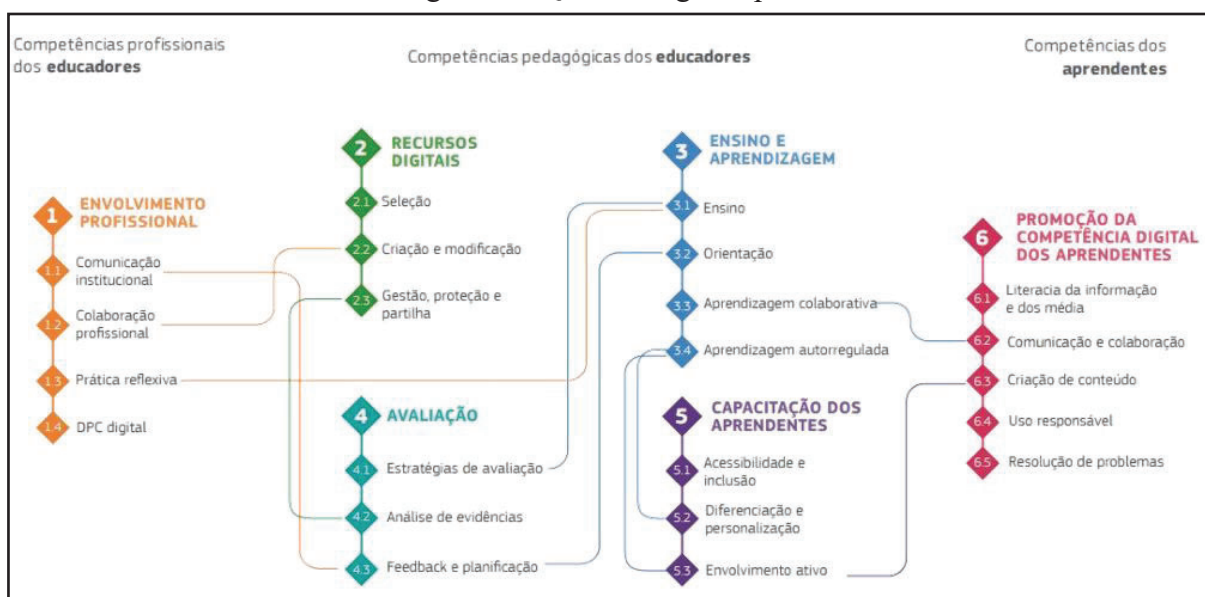 Competências profissionais
dos educadores
Competências pedagógicas dos educadores
Competências dos
aprendentes
1
ENVOLVIMENTO
PROFISSIONAL
1.1
Comunicação
institucional
1.2
Colaboração
profissional
1.3
Prática reflexiva
1.4
DPC digital
2
RECURSOS
DIGITAIS
2.1
Seleção
2.2
Criação e modificação
2.3
Gestão, proteção e
partilha
4
AVALIAÇÃO
4.1
Estratégias de avaliação
4.2
Análise de evidências
4.3
Feedback e planificação
3
ENSINO E
APRENDIZAGEM
3.1
Ensino
3.2
Orientação
3.3
Aprendizagem colaborativa
3.4
Aprendizagem autorregulada
5
CAPACITAÇÃO DOS
APRENDENTES
5.1
Acessibilidade e
inclusão
5.2
Diferenciação e
personalização
5.3
Envolvimento ativo
6
PROMOÇÃO DA
COMPETÊNCIA DIGITAL
DOS APRENDENTES
6.1
Literacia da informação
e dos média
6.2
Comunicação e colaboração
6.3
Criação de conteúdo
6.4
Uso responsável
6.5
Resolução de problemas